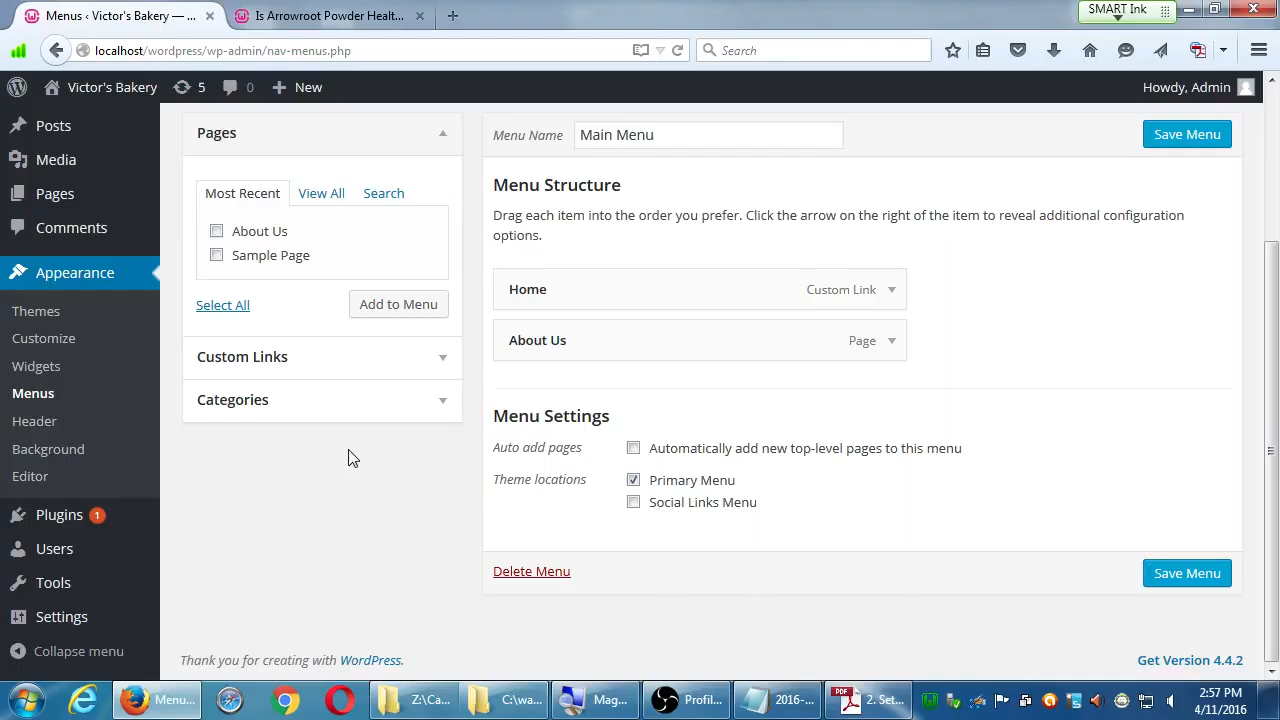 Menus ‹ Victor's Bakery — ...
Is Arrowroot Powder Health...
SMART Ink
localhost/wordpress/wp-admin/nav-menus.php
Search
Victor's Bakery
5
0
New
Howdy, Admin
Posts
Media
Pages
Comments
Appearance
Themes
Customize
Widgets
Menus
Header
Background
Editor
Plugins 1
Users
Tools
Settings
Collapse menu
Pages
Most Recent
View All
Search
About Us
Sample Page
Select All
Add to Menu
Custom Links
Categories
Menu Name
Main Menu
Save Menu
Menu Structure
Drag each item into the order you prefer. Click the arrow on the right of the item to reveal additional configuration
options.
Home
Custom Link
About Us
Page
Menu Settings
Auto add pages
Automatically add new top-level pages to this menu
Theme locations
Primary Menu
Social Links Menu
Delete Menu
Save Menu
Thank you for creating with WordPress.
Get Version 4.4.2
Menu...
Z:\Ca...
C:\wa...
Mag...
Profil...
2016-...
PDF
2. Set...
2:57 PM
4/11/2016